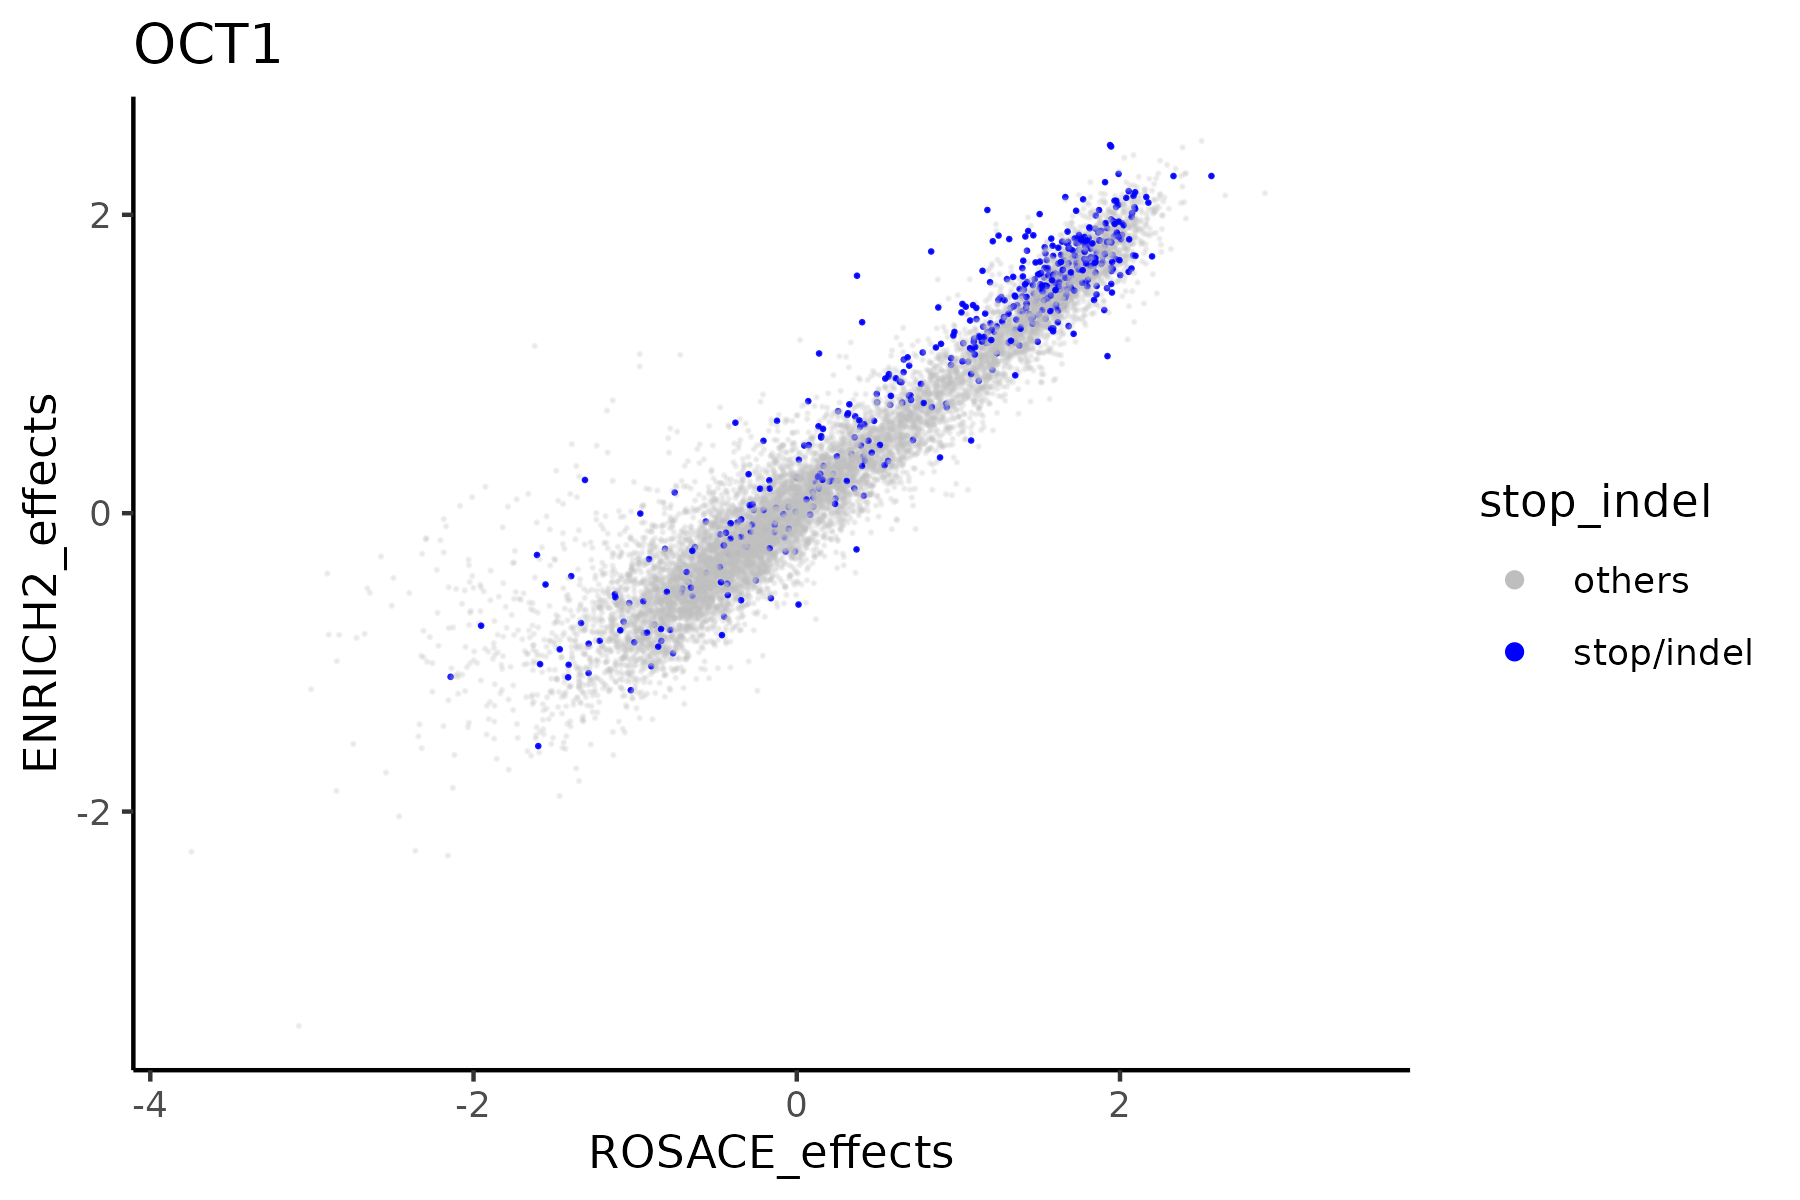 OCT1
ENRICH2_effects
2
0
-2
-4
-2
0
2
ROSACE_effects
stop_indel
others
stop/indel